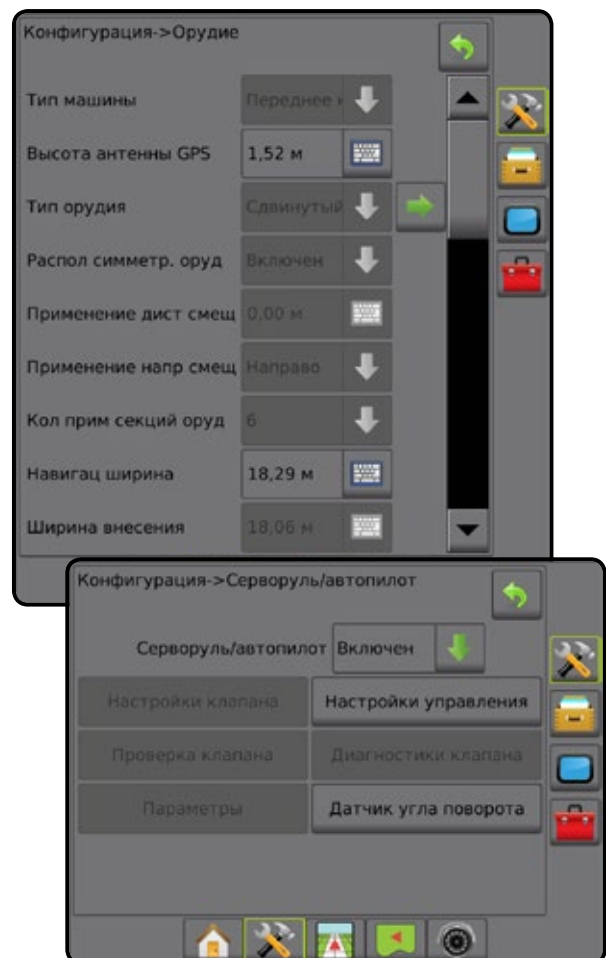 Конфигурация->Орудие
Тип машины Переднее
Высота антенны GPS 1,52 м
Тип орудия Сдвинутый
Распол симметр. оруд Включен
Применение дист смещ 0,00 м
Применение напр смещ Направо
Кол прим секций оруд 6
Навигац ширина 18,29 м
Ширина внесения 18,06 м
Конфигурация->Серворуль/автопилот
Серворуль/автопилот Включен
Настройки клапана Настройки управления
Проверка клапана Диагностики клапана
Параметры Датчик угла поворота